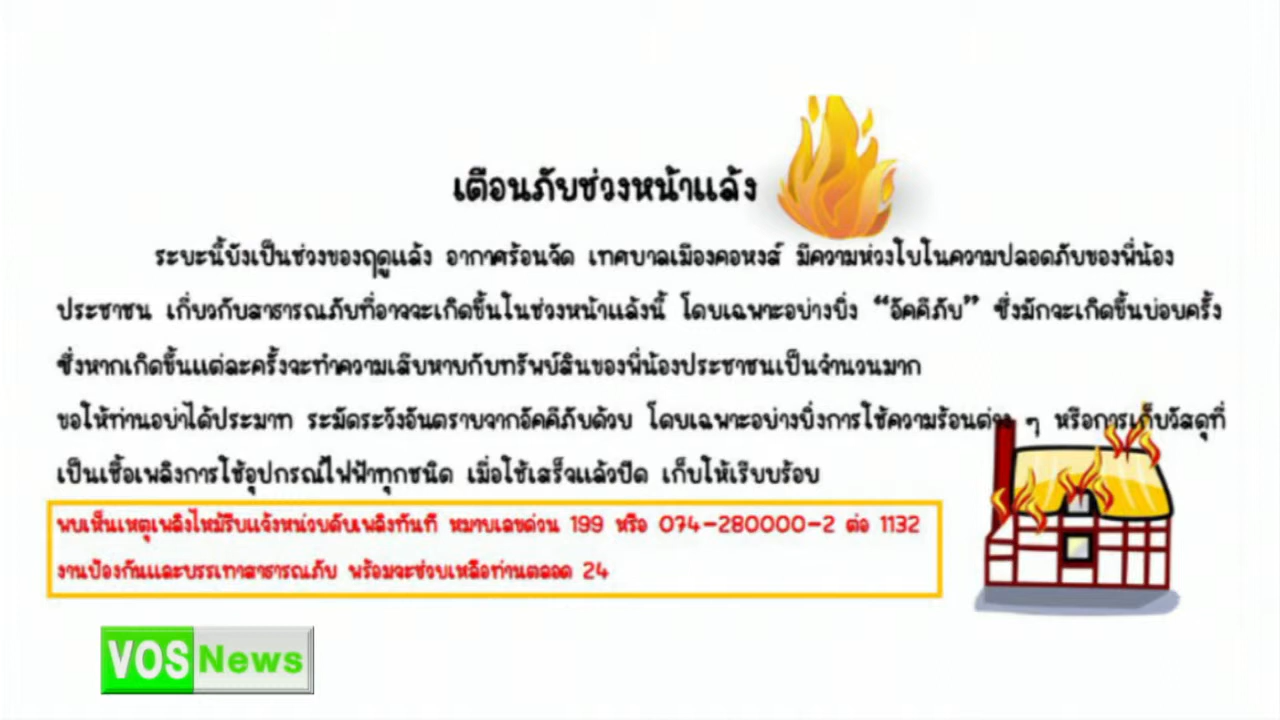 เตือนภัยช่วงหน้าแล้ง
ระยะนี้ยังเป็นช่วงของฤดูแล้ง อากาศร้อนจัด เทศบาลเมืองคอหงส์ มีความห่วงใยในความปลอดภัยของพี่น้อง
ประชาชน เกี่ยวกับสาธารณภัยที่อาจจะเกิดขึ้นในช่วงหน้าแล้งนี้ โดยเฉพาะอย่างยิ่ง “อัคคีภัย” ซึ่งมักจะเกิดขึ้นบ่อยครั้ง
ซึ่งหากเกิดขึ้นแต่ละครั้งจะทำความเสียหายกับทรัพย์สินของพี่น้องประชาชนเป็นจำนวนมาก
ขอให้ท่านอย่าได้ประมาท ระมัดระวังอันตรายจากอัคคีภัยด้วย โดยเฉพาะอย่างยิ่งการใช้ความร้อนต่าง ๆ หรือการเก็บวัสดุที่
เป็นเชื้อเพลิงการใช้อุปกรณ์ไฟฟ้าทุกชนิด เมื่อใช้เสร็จแล้วปิด เก็บให้เรียบร้อย
พบเห็นเหตุเพลิงไหม้รีบแจ้งหน่วยดับเพลิงทันที หมายเลขด่วน 199 หรือ 074-280000-2 ต่อ 1132
งานป้องกันและบรรเทาสาธารณภัย พร้อมจะช่วยเหลือท่านตลอด 24
VOS News